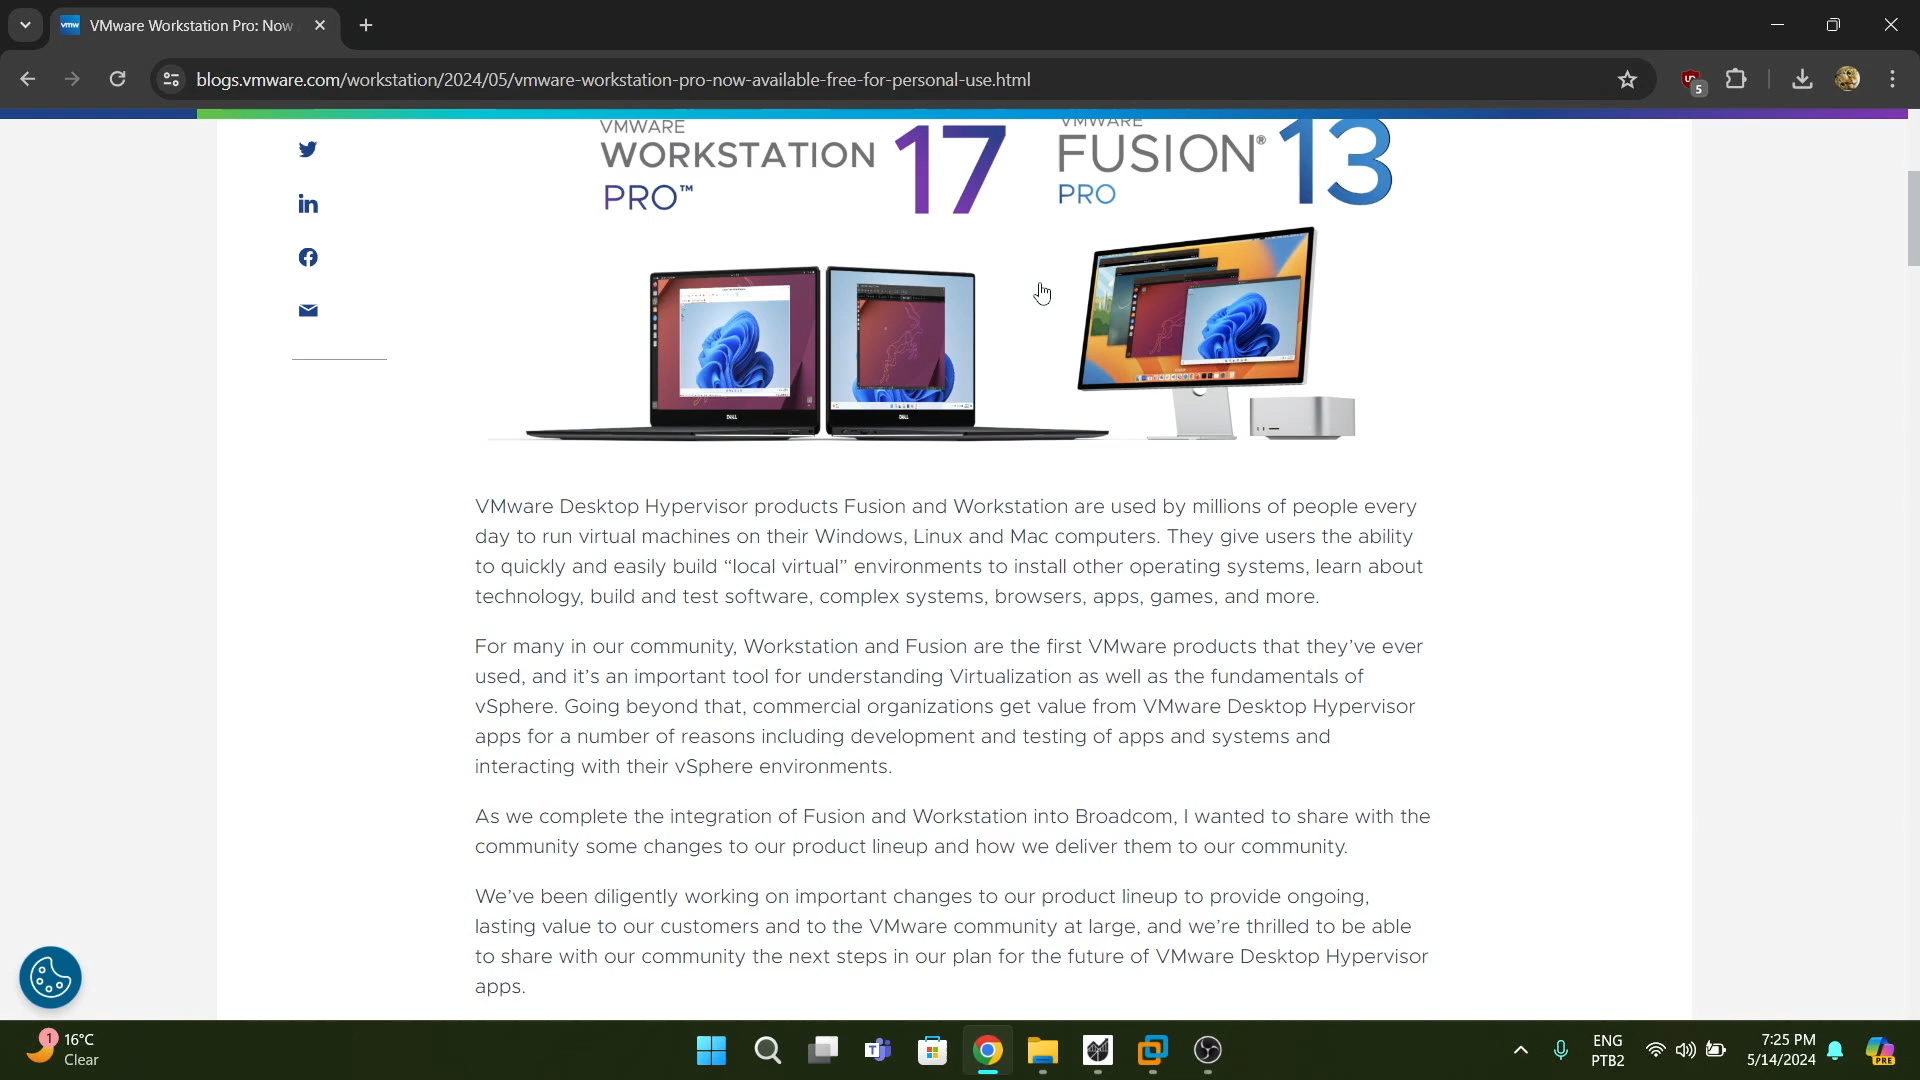 VMware Workstation Pro: Now
blogs.vmware.com/workstation/2024/05/vmware-workstation-pro-now-available-free-for-personal-use.html
5
VMWARE
WORKSTATION 17
PRO™
VMWARE
FUSION® 13
PRO
DELL
DELL
VMware Desktop Hypervisor products Fusion and Workstation are used by millions of people every
day to run virtual machines on their Windows, Linux and Mac computers. They give users the ability
to quickly and easily build “local virtual” environments to install other operating systems, learn about
technology, build and test software, complex systems, browsers, apps, games, and more.
For many in our community, Workstation and Fusion are the first VMware products that they’ve ever
used, and it’s an important tool for understanding Virtualization as well as the fundamentals of
vSphere. Going beyond that, commercial organizations get value from VMware Desktop Hypervisor
apps for a number of reasons including development and testing of apps and systems and
interacting with their vSphere environments.
As we complete the integration of Fusion and Workstation into Broadcom, I wanted to share with the
community some changes to our product lineup and how we deliver them to our community.
We’ve been diligently working on important changes to our product lineup to provide ongoing,
lasting value to our customers and to the VMware community at large, and we’re thrilled to be able
to share with our community the next steps in our plan for the future of VMware Desktop Hypervisor
apps.
1
16°C
Clear
ENG
PTB2
7:25 PM
5/14/2024
PRE